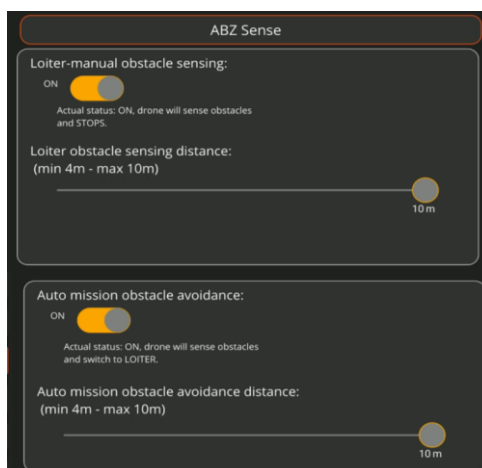 ABZ Sense
Loiter-manual obstacle sensing:
ON
Actual status: ON, drone will sense obstacles
and STOPS.
Loiter obstacle sensing distance:
(min 4m - max 10m)
10 m
Auto mission obstacle avoidance:
ON
Actual status: ON, drone will sense obstacles
and switch to LOITER.
Auto mission obstacle avoidance distance:
(min 4m - max 10m)
10 m